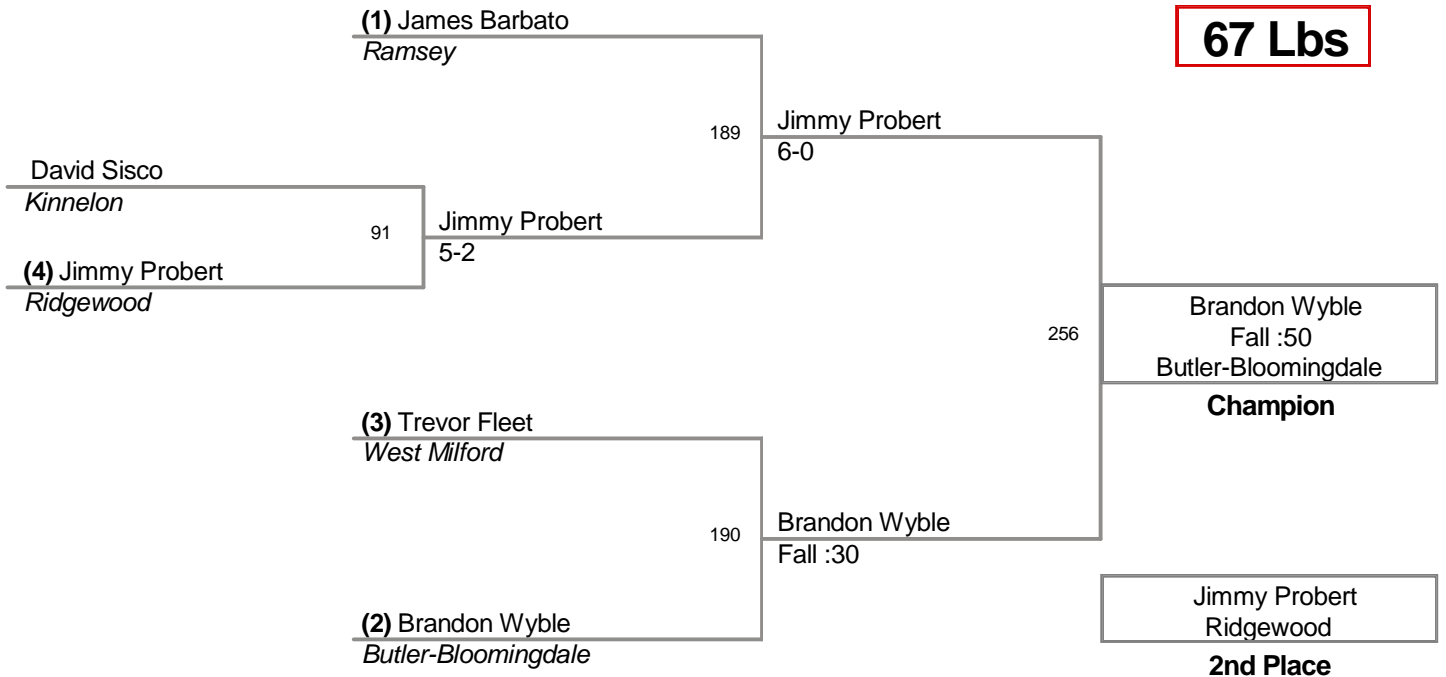 (1) James Barbato
Ramsey
67 Lbs
189
Jimmy Probert
6-0
David Sisco
Kinnelon
91
Jimmy Probert
5-2
(4) Jimmy Probert
Ridgewood
256
Brandon Wyble
Fall :50
Butler-Bloomingdale
Champion
(3) Trevor Fleet
West Milford
190
Brandon Wyble
Fall :30
(2) Brandon Wyble
Butler-Bloomingdale
Jimmy Probert
Ridgewood
2nd Place